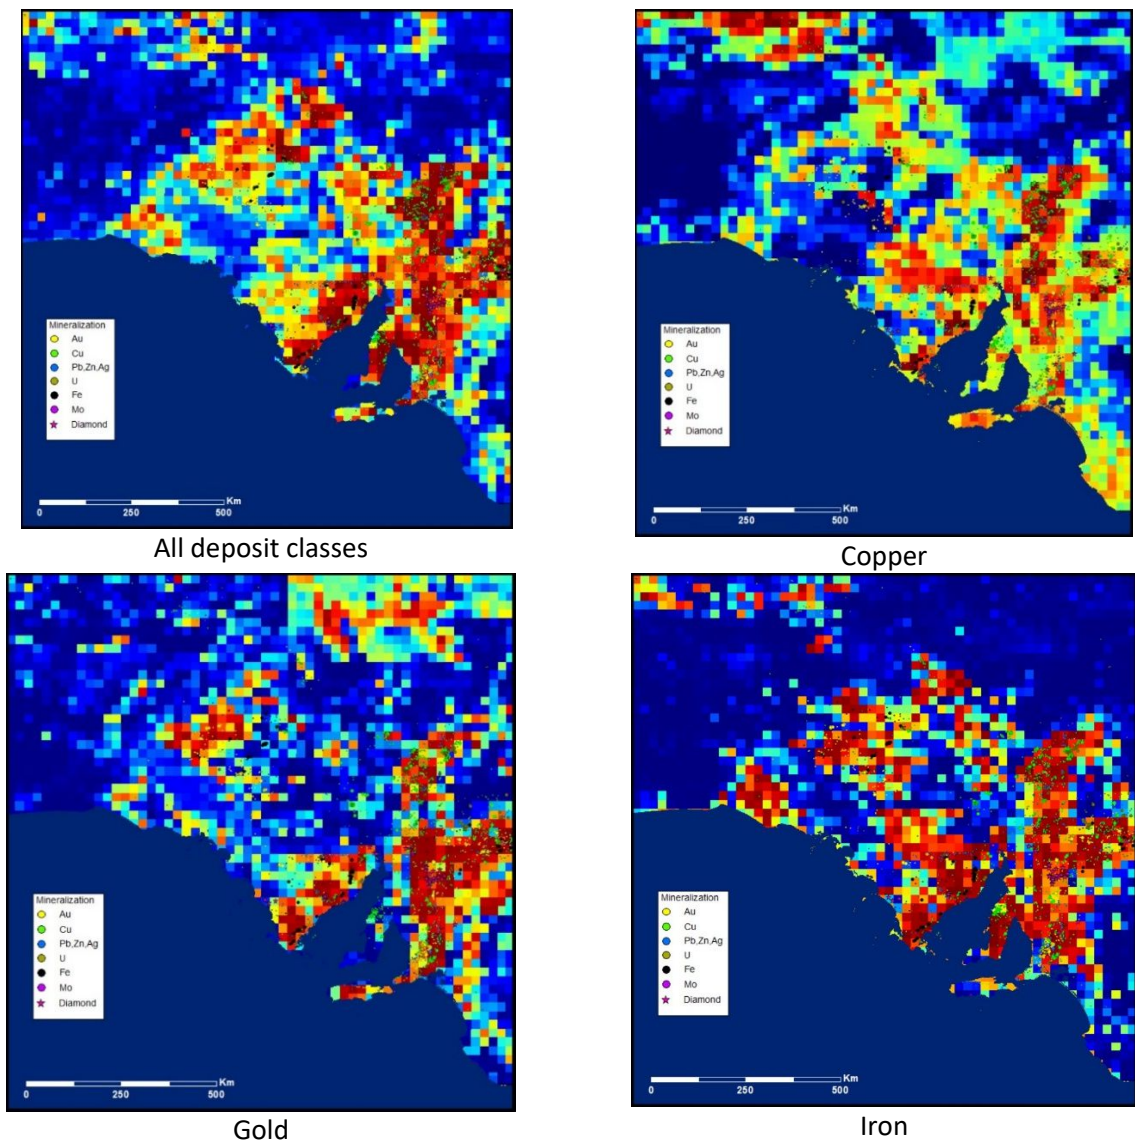 Mineralization
Au
Cu
Pb,Zn,Ag
U
Fe
Mo
Diamond
Km
0 250 500
All deposit classes
Mineralization
Au
Cu
Pb,Zn,Ag
U
Fe
Mo
Diamond
Km
0 250 500
Copper
Mineralization
Au
Cu
Pb,Zn,Ag
U
Fe
Mo
Diamond
Km
0 250 500
Gold
Mineralization
Au
Cu
Pb,Zn,Ag
U
Fe
Mo
Diamond
Km
0 250 500
Iron